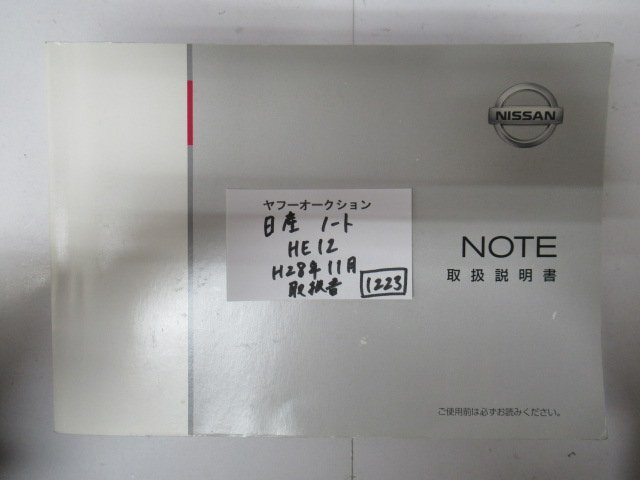 NISSAN
ヤフーオークション
日産 ノート
HE12
H28年11月
取扱書
1223
NOTE
取扱説明書
ご使用前は必ずお読みください。